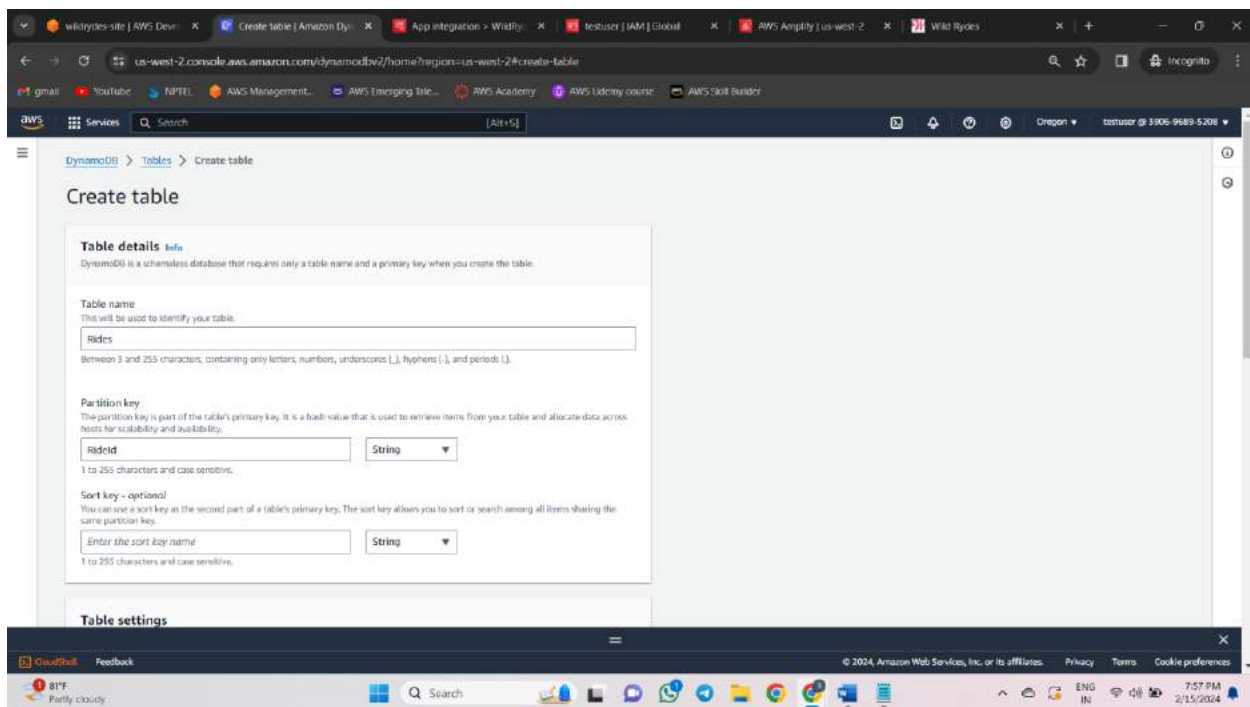 wildrydes-site | AWS Deve
Create table | Amazon Dy
App integration > WildRy
testuser | IAM | Global
AWS Amplify | us-west-2
Wild Rydes
us-west-2.console.aws.amazon.com/dynamodbv2/home?region=us-west-2#create-table
Incognito
gmail
YouTube
NPTEL
AWS Management...
AWS Emerging Tale...
AWS Academy
AWS Udemy course
AWS Skill Builder
aws
Services
Search
[Alt+S]
Oregon
testuser @ 3906-9689-5208
DynamoDB > Tables > Create table
Create table
Table details Info
DynamoDB is a schemaless database that requires only a table name and a primary key when you create the table.
Table name
This will be used to identify your table.
Rides
Between 3 and 255 characters, containing only letters, numbers, underscores (_), hyphens (-), and periods (.).
Partition key
The partition key is part of the table's primary key. It is a hash value that is used to retrieve items from your table and allocate data across
hosts for scalability and availability.
RideId
String
1 to 255 characters and case sensitive.
Sort key - optional
You can use a sort key as the second part of a table's primary key. The sort key allows you to sort or search among all items sharing the
same partition key.
Enter the sort key name
String
1 to 255 characters and case sensitive.
Table settings
CloudShell
Feedback
© 2024, Amazon Web Services, Inc. or its affiliates.
Privacy
Terms
Cookie preferences
81°F
Partly cloudy
Search
ENG
IN
7:57 PM
2/15/2024